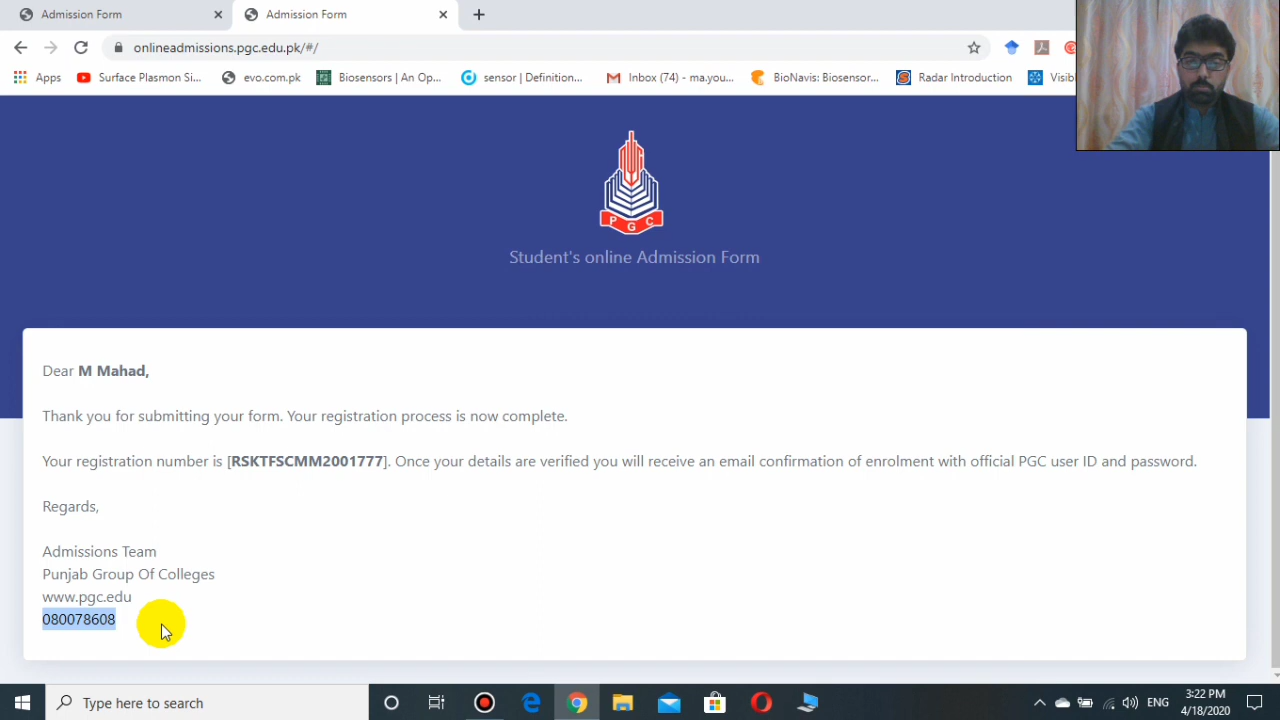 Admission Form
Admission Form
onlineadmissions.pgc.edu.pk/#/
Apps
Surface Plasmon Si...
evo.com.pk
Biosensors | An Op...
sensor | Definition...
Inbox (74) - ma.you...
BioNavis: Biosensor...
Radar Introduction
Visib
P G C
Student's online Admission Form
Dear M Mahad,
Thank you for submitting your form. Your registration process is now complete.
Your registration number is [RSKTFSCMM2001777]. Once your details are verified you will receive an email confirmation of enrolment with official PGC user ID and password.
Regards,
Admissions Team
Punjab Group Of Colleges
www.pgc.edu
080078608
Type here to search
ENG
3:22 PM
4/18/2020